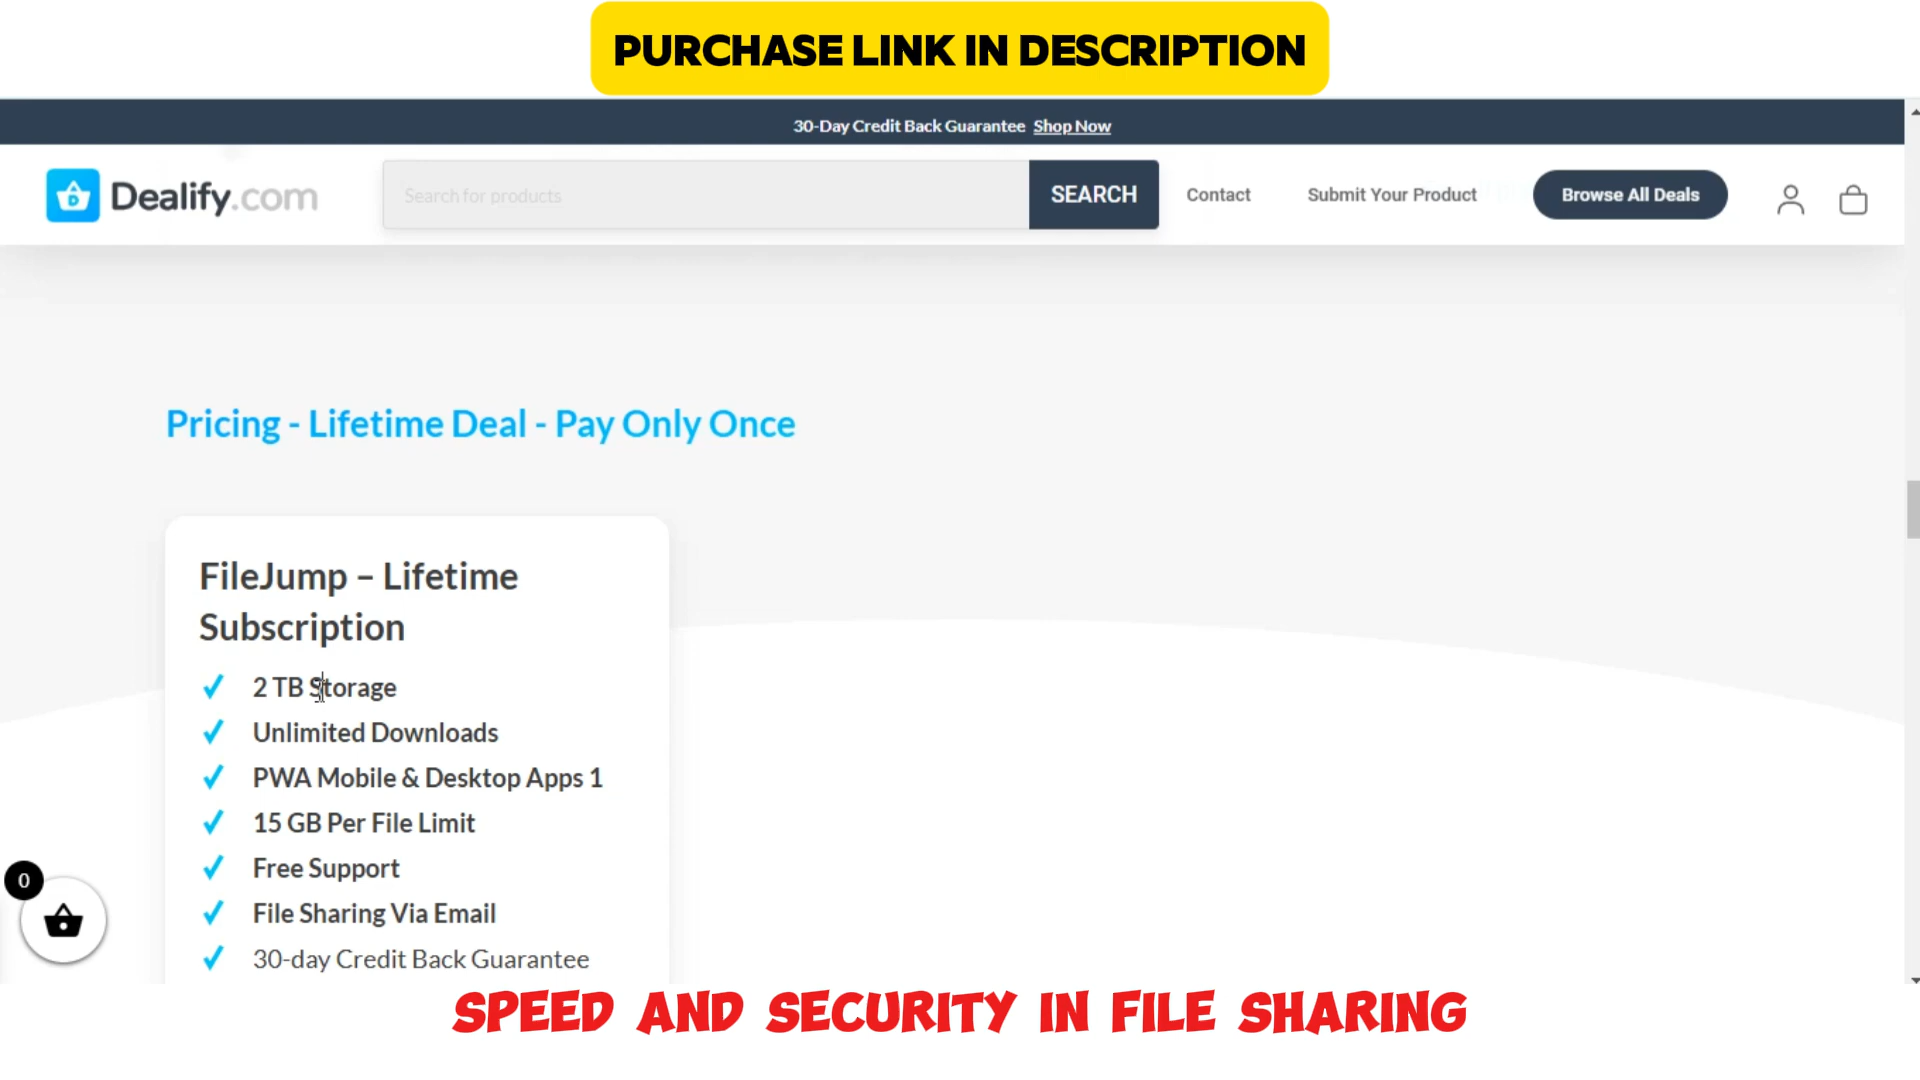 PURCHASE LINK IN DESCRIPTION
30-Day Credit Back Guarantee Shop Now
Dealify.com
Search for products
SEARCH
Contact
Submit Your Product
Browse All Deals
Pricing - Lifetime Deal - Pay Only Once
FileJump – Lifetime
Subscription
2 TB Storage
Unlimited Downloads
PWA Mobile & Desktop Apps 1
15 GB Per File Limit
Free Support
File Sharing Via Email
30-day Credit Back Guarantee
0
SPEED AND SECURITY IN FILE SHARING